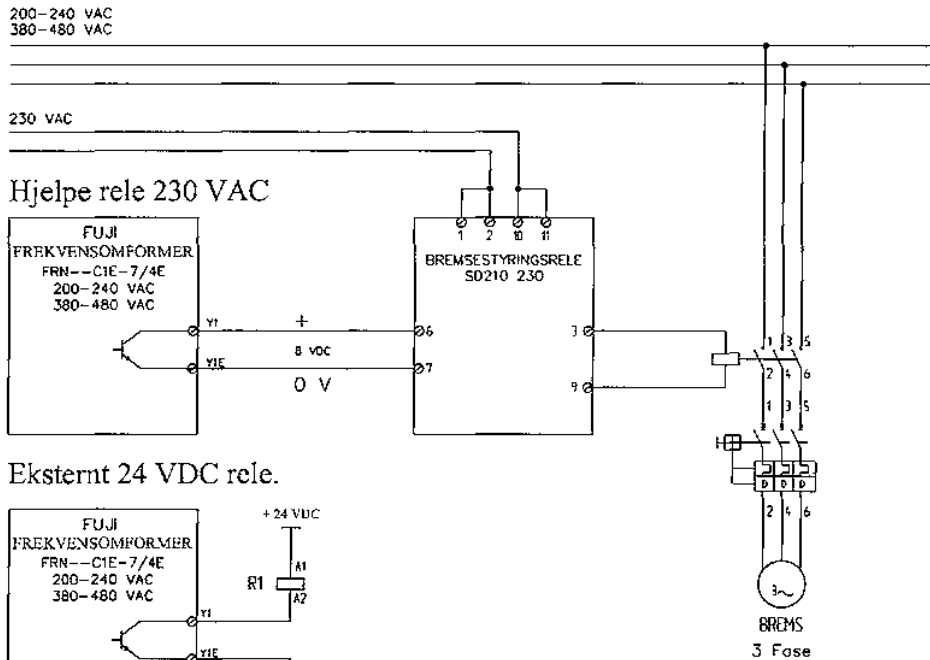 200-240 VAC
380-480 VAC
230 VAC
Hjelpe rele 230 VAC
FUJI
FREKVENSOMFORMER
FRN--C1E-7/4E
200-240 VAC
380-480 VAC
Y1
Y1E
+
8 VDC
0 V
1 2 10 11
BREMSESTYRINGSRELE
SD210 230
6
7
3
9
1 3 5
2 4 6
1 3 5
D D D
2 4 6
3~
BREMS
3 Fase
Eksternt 24 VDC rele.
FUJI
FREKVENSOMFORMER
FRN--C1E-7/4E
200-240 VAC
380-480 VAC
Y1
Y1E
+24 VDC
R1
A1
A2